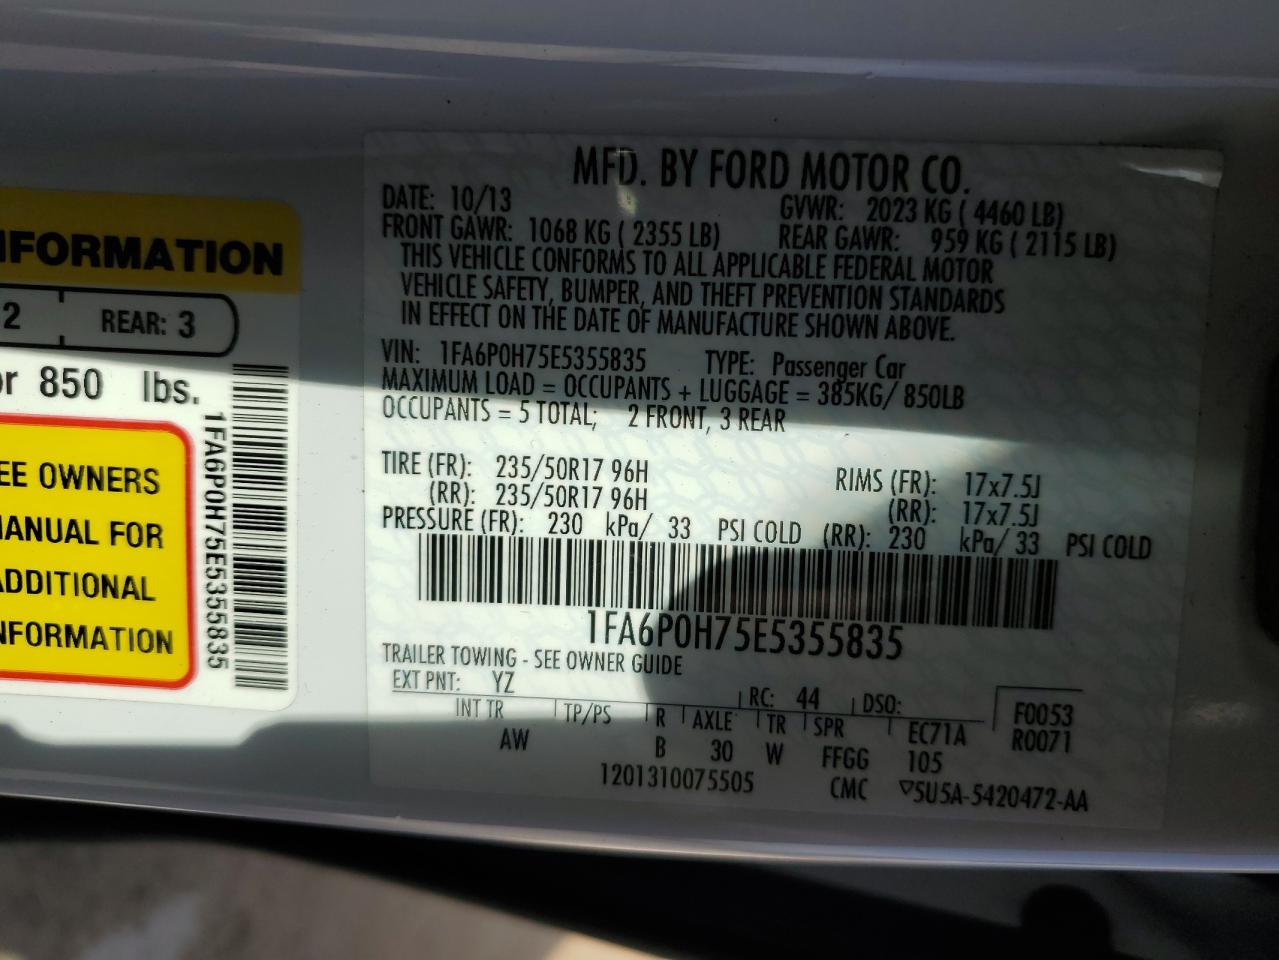 INFORMATION
2 REAR: 3
or 850 lbs.
EE OWNERS
MANUAL FOR
ADDITIONAL
INFORMATION
1FA6P0H75E5355835
MFD. BY FORD MOTOR CO.
DATE: 10/13 GVWR: 2023 KG ( 4460 LB)
FRONT GAWR: 1068 KG ( 2355 LB) REAR GAWR: 959 KG ( 2115 LB)
THIS VEHICLE CONFORMS TO ALL APPLICABLE FEDERAL MOTOR
VEHICLE SAFETY, BUMPER, AND THEFT PREVENTION STANDARDS
IN EFFECT ON THE DATE OF MANUFACTURE SHOWN ABOVE.
VIN: 1FA6P0H75E5355835 TYPE: Passenger Car
MAXIMUM LOAD = OCCUPANTS + LUGGAGE = 385KG/ 850LB
OCCUPANTS = 5 TOTAL; 2 FRONT, 3 REAR
TIRE (FR): 235/50R17 96H RIMS (FR): 17x7.5J
(RR): 235/50R17 96H (RR): 17x7.5J
PRESSURE (FR): 230 kPa/ 33 PSI COLD (RR): 230 kPa/ 33 PSI COLD
1FA6P0H75E5355835
TRAILER TOWING - SEE OWNER GUIDE
EXT PNT: YZ RC: 44 DSO: F0053
INT TR TP/PS R AXLE TR SPR EC71A R0071
AW B 30 W FFGG 105
1201310075505 CMC ▽5U5A-5420472-AA